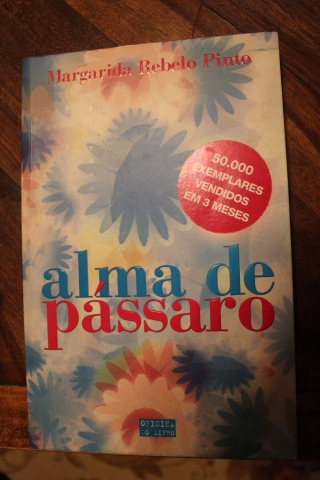 Margarida Rebelo Pinto
50.000
EXEMPLARES
VENDIDOS
EM 3 MESES
alma de
pássaro
OFICINA
DO LIVRO